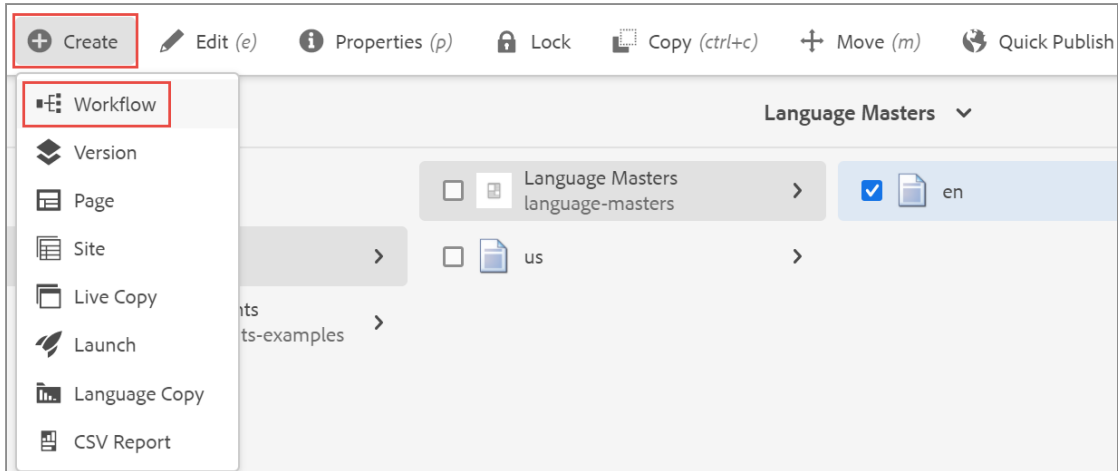 Create Edit (e) Properties (p) Lock Copy (ctrl+c) Move (m) Quick Publish
Workflow
Version
Page
Site
Live Copy
Launch
Language Copy
CSV Report
Language Masters
nts
ts-examples
Language Masters
language-masters
us
en